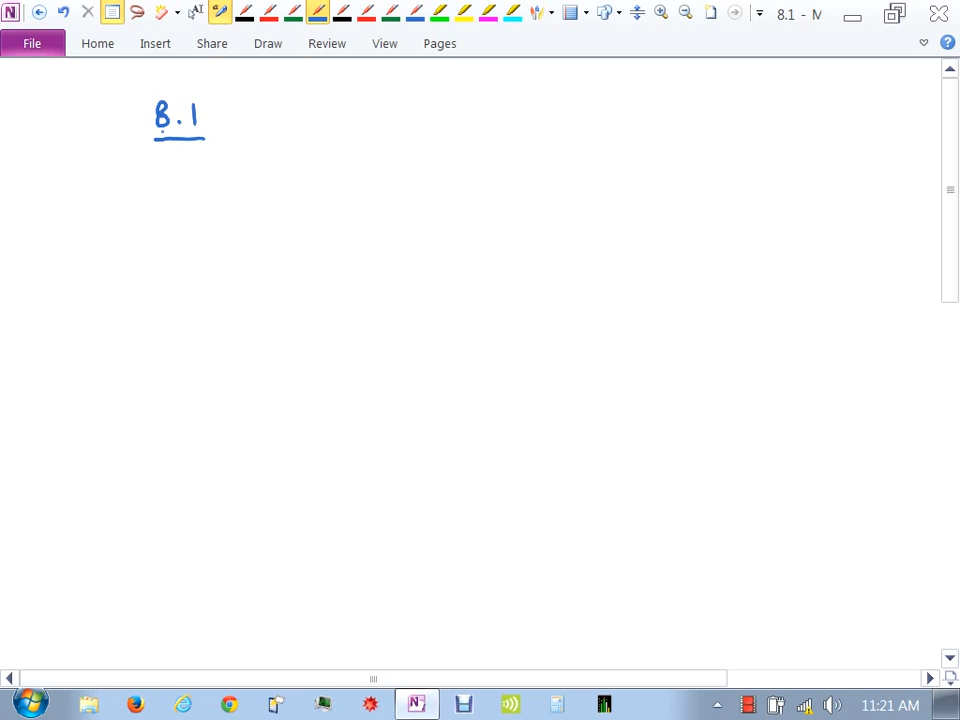 8.1 - M
File
Home
Insert
Share
Draw
Review
View
Pages
8.1
11:21 AM